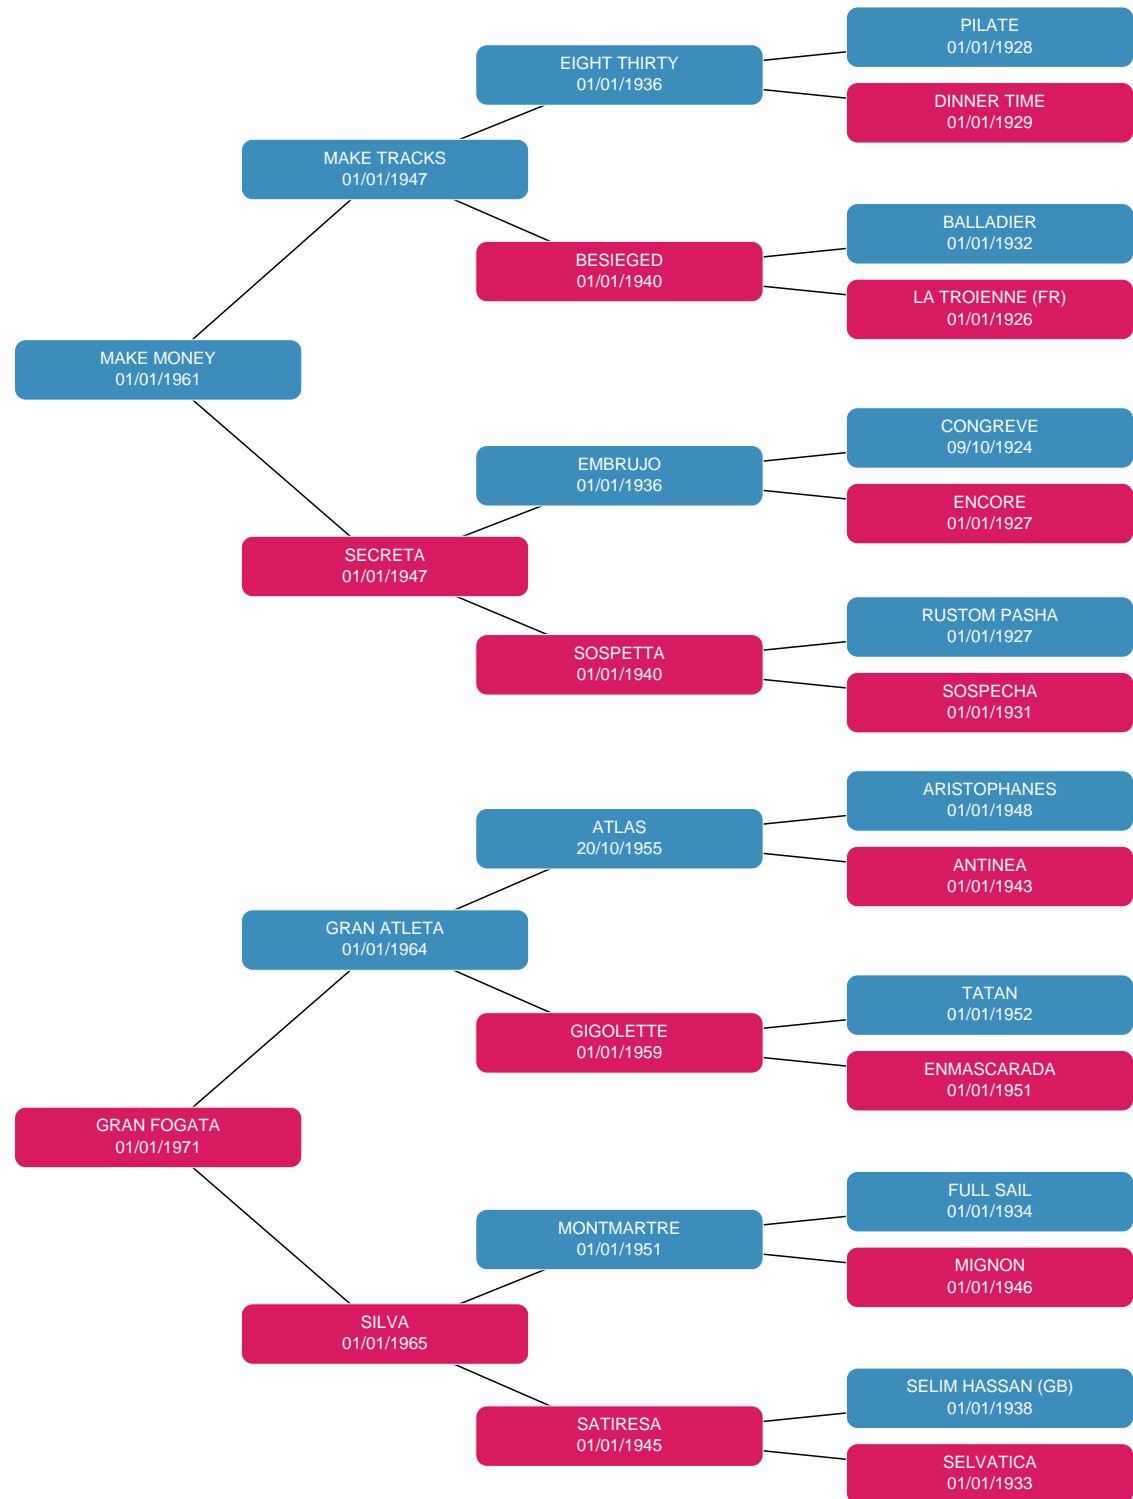 PILATE
01/01/1928
EIGHT THIRTY
01/01/1936
DINNER TIME
01/01/1929
MAKE TRACKS
01/01/1947
BALLADIER
01/01/1932
BESIEGED
01/01/1940
LA TROIENNE (FR)
01/01/1926
MAKE MONEY
01/01/1961
CONGREVE
09/10/1924
EMBRUJO
01/01/1936
ENCORE
01/01/1927
SECRETA
01/01/1947
RUSTOM PASHA
01/01/1927
SOSPETTA
01/01/1940
SOSPECHA
01/01/1931
ARISTOPHANES
01/01/1948
ATLAS
20/10/1955
ANTINEA
01/01/1943
GRAN ATLETA
01/01/1964
TATAN
01/01/1952
GIGOLETTE
01/01/1959
ENMASCARADA
01/01/1951
GRAN FOGATA
01/01/1971
FULL SAIL
01/01/1934
MONTMARTRE
01/01/1951
MIGNON
01/01/1946
SILVA
01/01/1965
SELIM HASSAN (GB)
01/01/1938
SATIRESA
01/01/1945
SELVATICA
01/01/1933